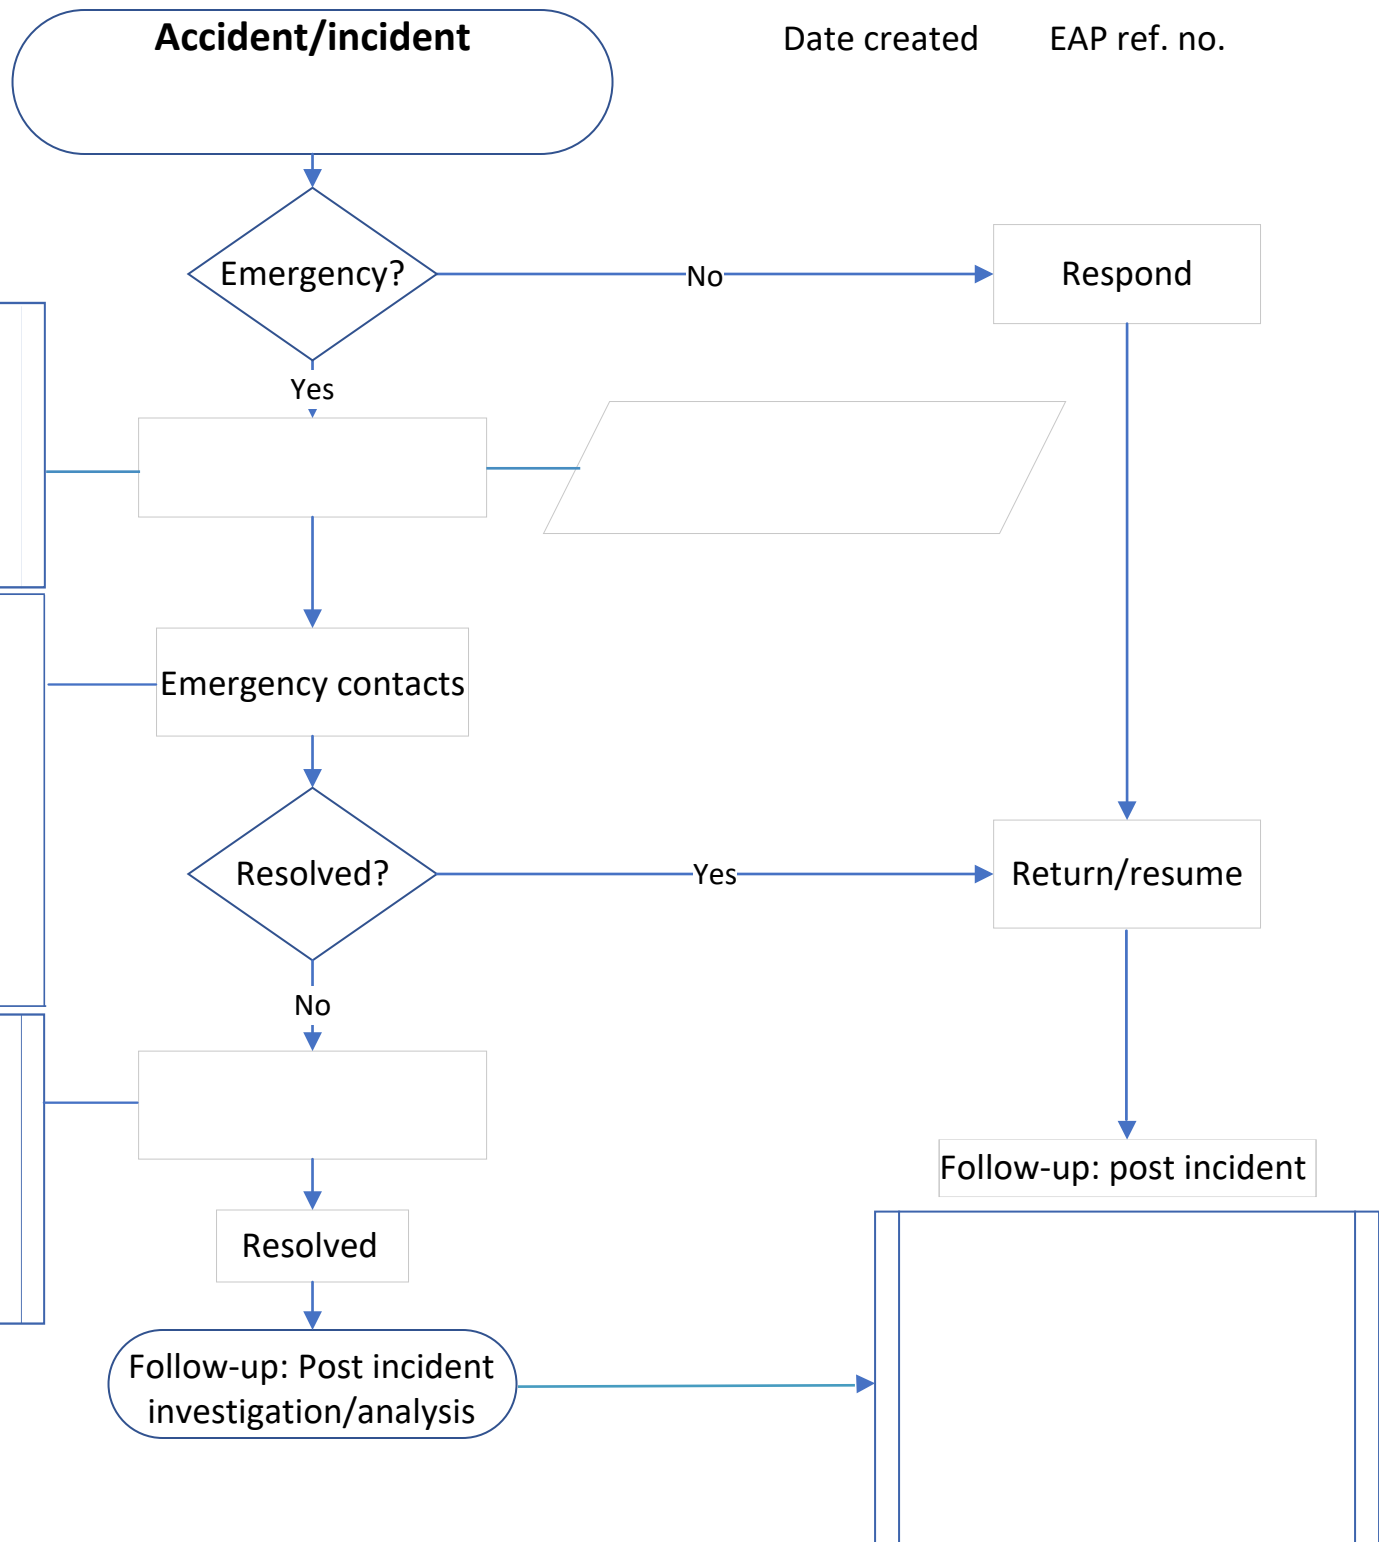 Accident/incident
Date created
EAP ref. no.
Emergency?
No
Respond
Yes
Emergency contacts
Resolved?
Yes
Return/resume
No
Follow-up: post incident
Resolved
Follow-up: Post incident
investigation/analysis